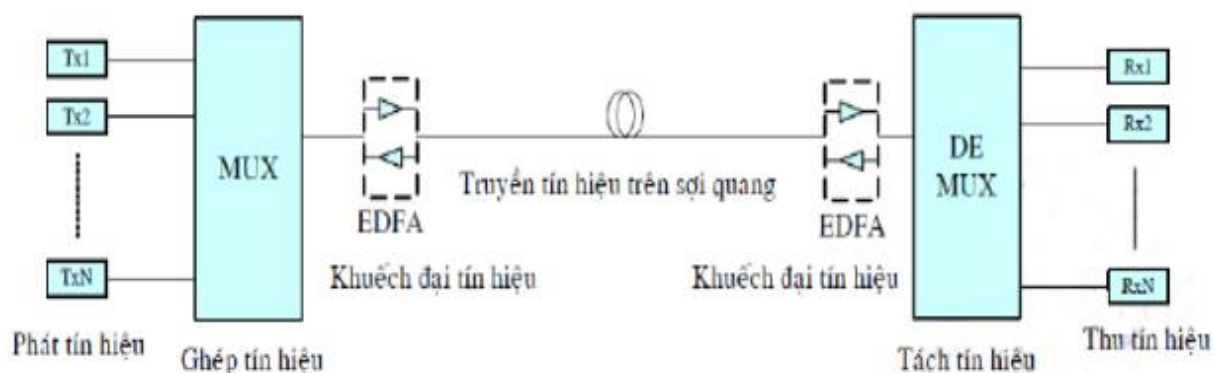 Tx1
Tx2
TxN
Phát tín hiệu
MUX
Ghép tín hiệu
EDFA
Khuếch đại tín hiệu
Truyền tín hiệu trên sợi quang
EDFA
Khuếch đại tín hiệu
DE
MUX
Tách tín hiệu
Rx1
Rx2
RxN
Thu tín hiệu